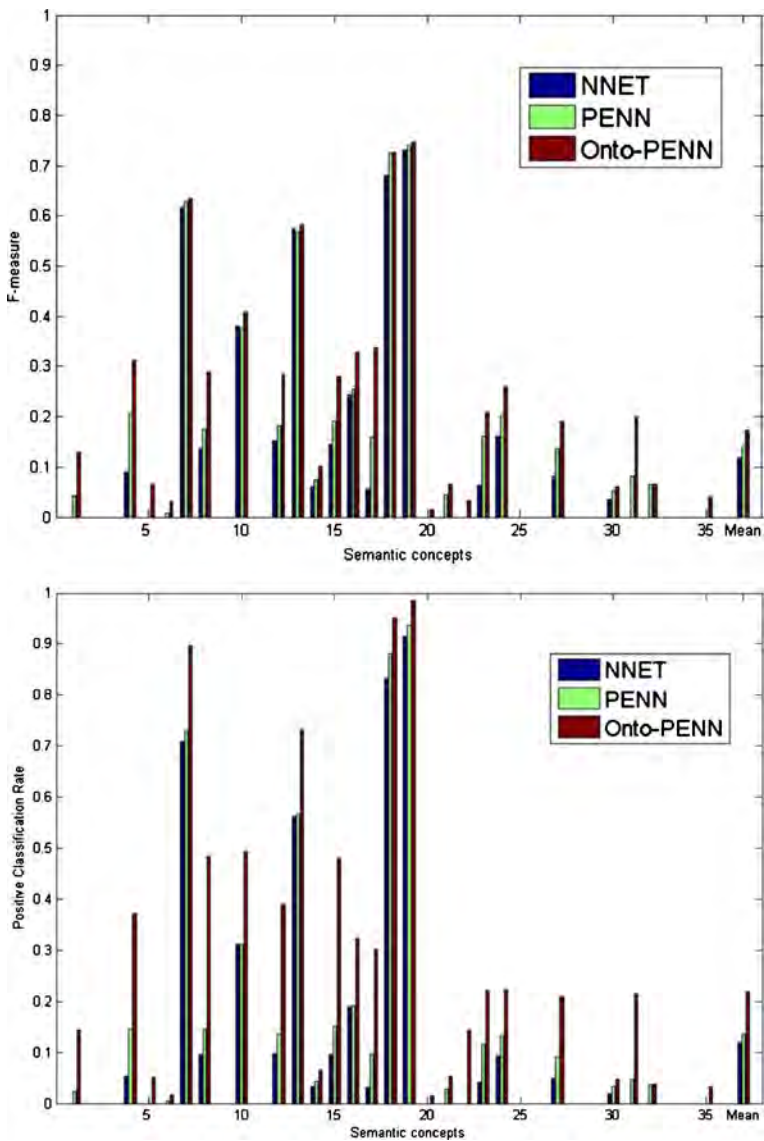 1
0.9
0.8
0.7
0.6
0.5
0.4
0.3
0.2
0.1
0
F-measure
NNET
PENN
Onto-PENN
5 10 15 20 25 30 35 Mean
Semantic concepts
1
0.9
0.8
0.7
0.6
0.5
0.4
0.3
0.2
0.1
0
Positive Classification Rate
NNET
PENN
Onto-PENN
5 10 15 20 25 30 35 Mean
Semantic concepts